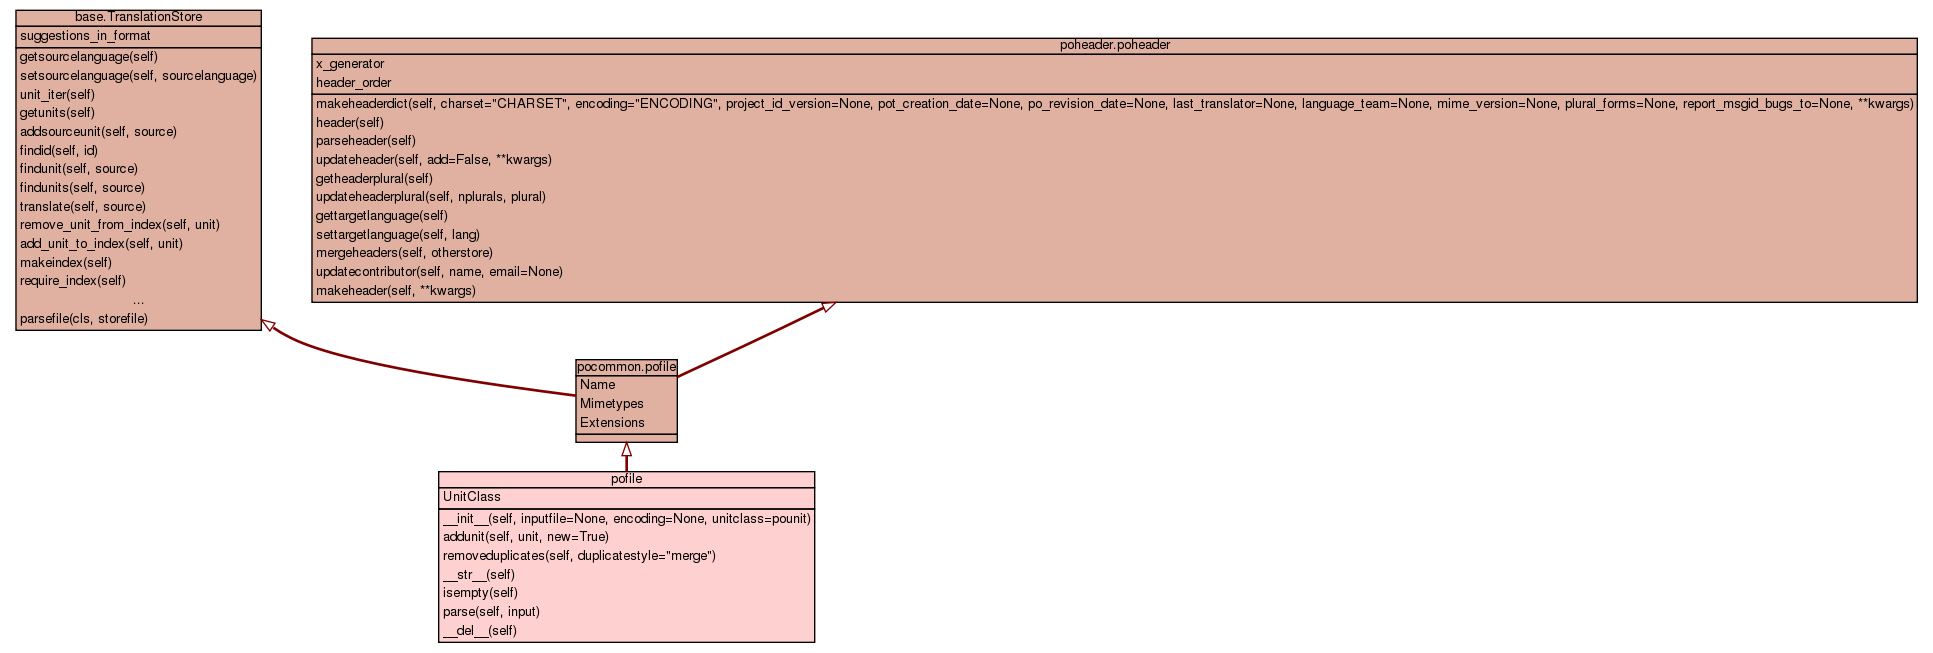 base.TranslationStore
suggestions_in_format
getsourcelanguage(self)
setsourcelanguage(self, sourcelanguage)
unit_iter(self)
getunits(self)
addsourceunit(self, source)
findid(self, id)
findunit(self, source)
findunits(self, source)
translate(self, source)
remove_unit_from_index(self, unit)
add_unit_to_index(self, unit)
makeindex(self)
require_index(self)
...
parsefile(cls, storefile)
poheader.poheader
x_generator
header_order
makeheaderdict(self, charset="CHARSET", encoding="ENCODING", project_id_version=None, pot_creation_date=None, po_revision_date=None, last_translator=None, language_team=None, mime_version=None, plural_forms=None, report_msgid_bugs_to=None, **kwargs)
header(self)
parseheader(self)
updateheader(self, add=False, **kwargs)
getheaderplural(self)
updateheaderplural(self, nplurals, plural)
gettargetlanguage(self)
settargetlanguage(self, lang)
mergeheaders(self, otherstore)
updatecontributor(self, name, email=None)
makeheader(self, **kwargs)
pocommon.pofile
Name
Mimetypes
Extensions
pofile
UnitClass
__init__(self, inputfile=None, encoding=None, unitclass=pounit)
addunit(self, unit, new=True)
removeduplicates(self, duplicatestyle="merge")
__str__(self)
isempty(self)
parse(self, input)
__del__(self)